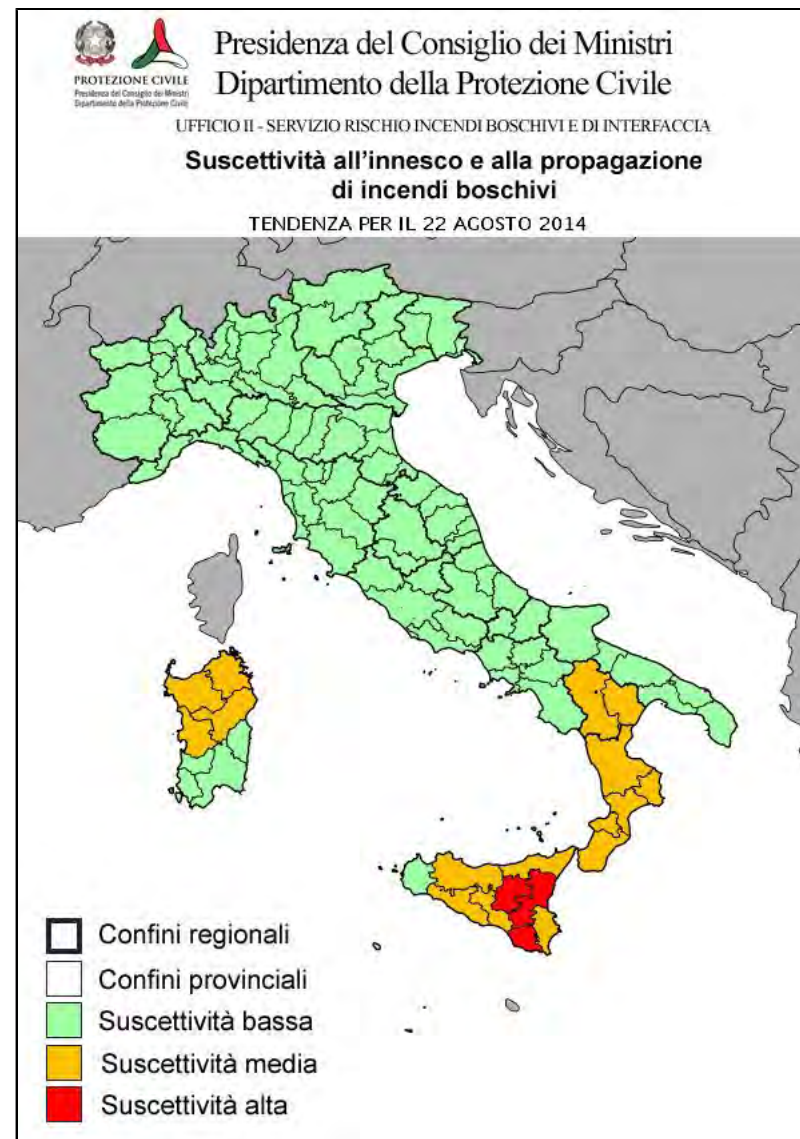 Presidenza del Consiglio dei Ministri
Dipartimento della Protezione Civile
PROTEZIONE CIVILE
Presidenza del Consiglio dei Ministri
Dipartimento della Protezione Civile
UFFICIO II - SERVIZIO RISCHIO INCENDI BOSCHIVI E DI INTERFACCIA
Suscettività all'innesco e alla propagazione
di incendi boschivi
TENDENZA PER IL 22 AGOSTO 2014
Confini regionali
Confini provinciali
Suscettività bassa
Suscettività media
Suscettività alta